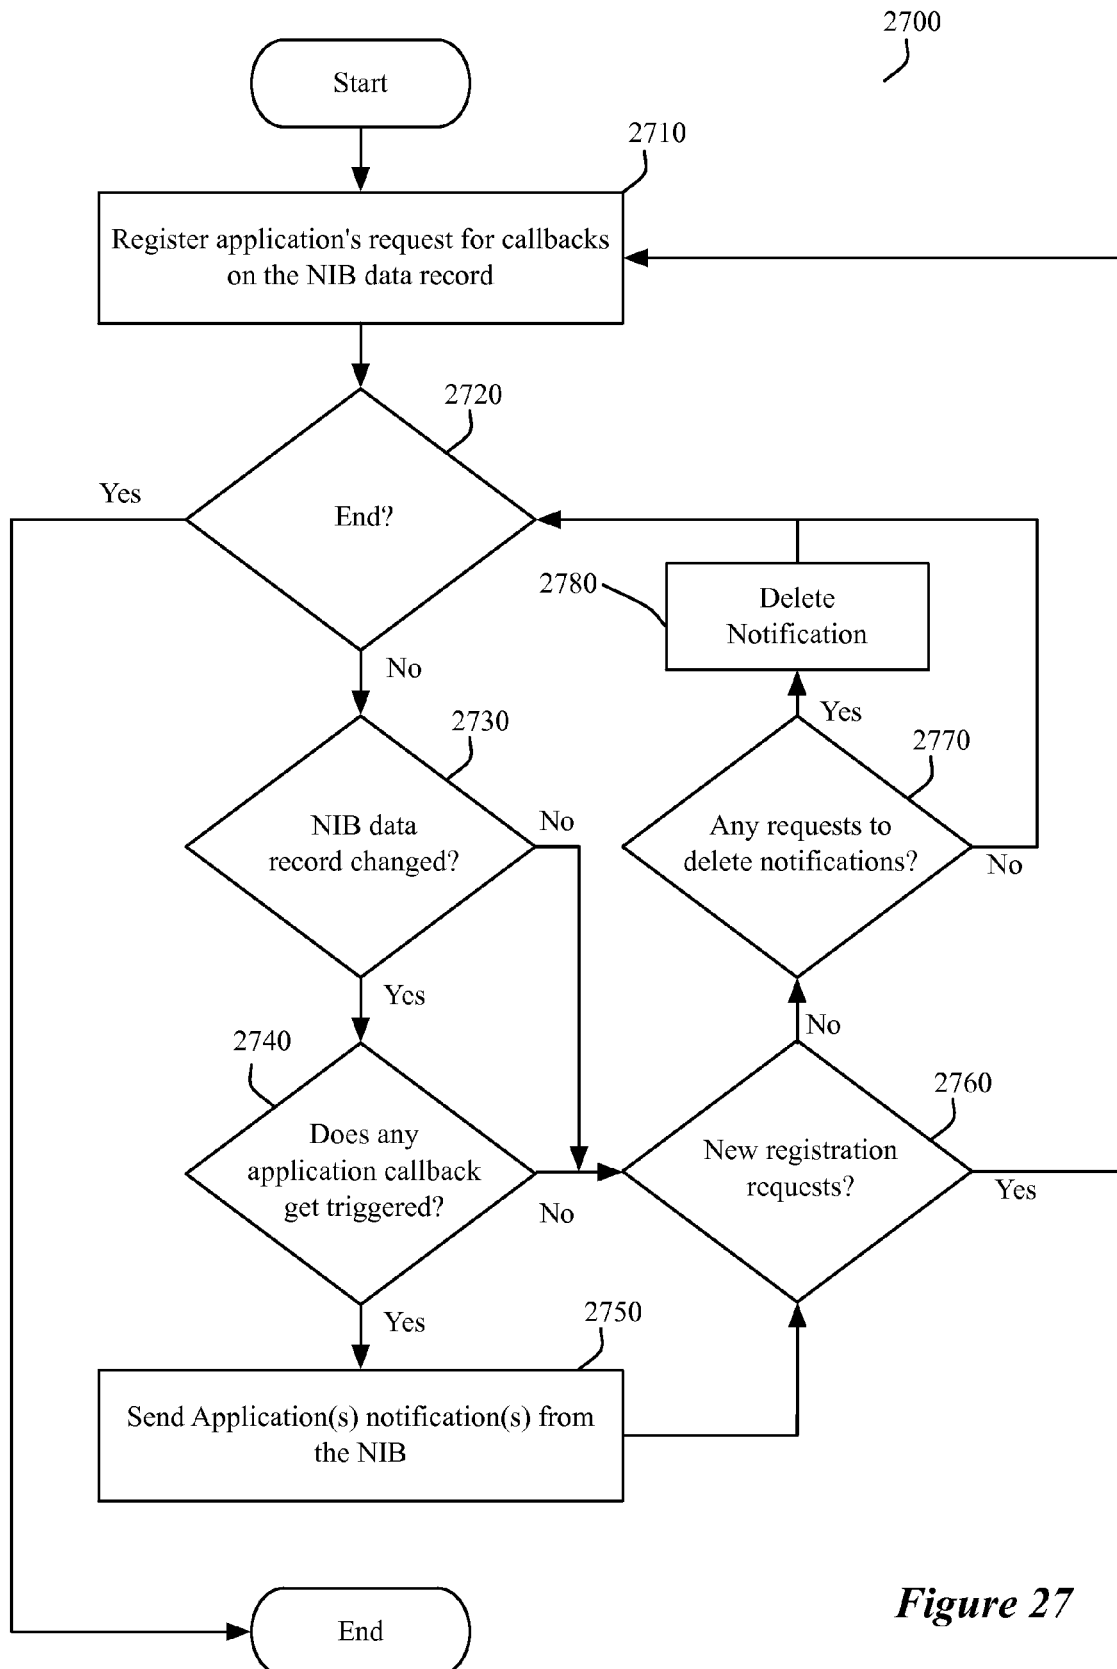 2700
Start
2710
Register application's request for callbacks
on the NIB data record
2720
Yes
End?
2780
Delete
Notification
No
2730
Yes
2770
NIB data
record changed?
No
Any requests to
delete notifications?
No
Yes
No
2740
2760
Does any
application callback
get triggered?
No
New registration
requests?
Yes
Yes
2750
Send Application(s) notification(s) from
the NIB
End
Figure 27